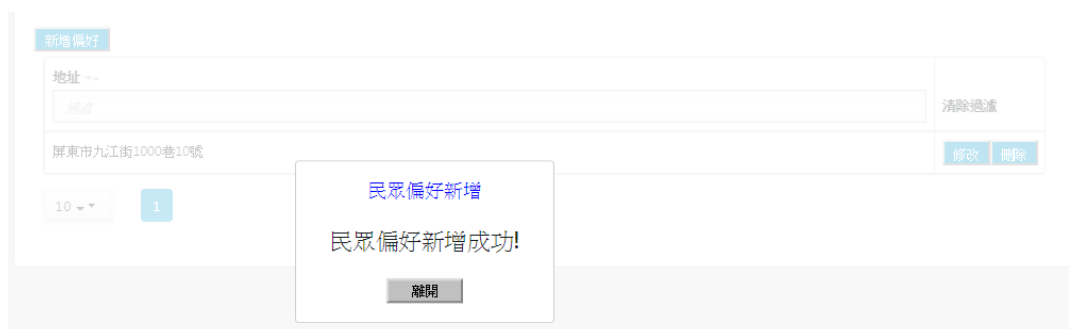 新增偏好
地址
過濾
清除過濾
屏東市九江街1000巷10號
修改 刪除
10
1
民眾偏好新增
民眾偏好新增成功!
離開